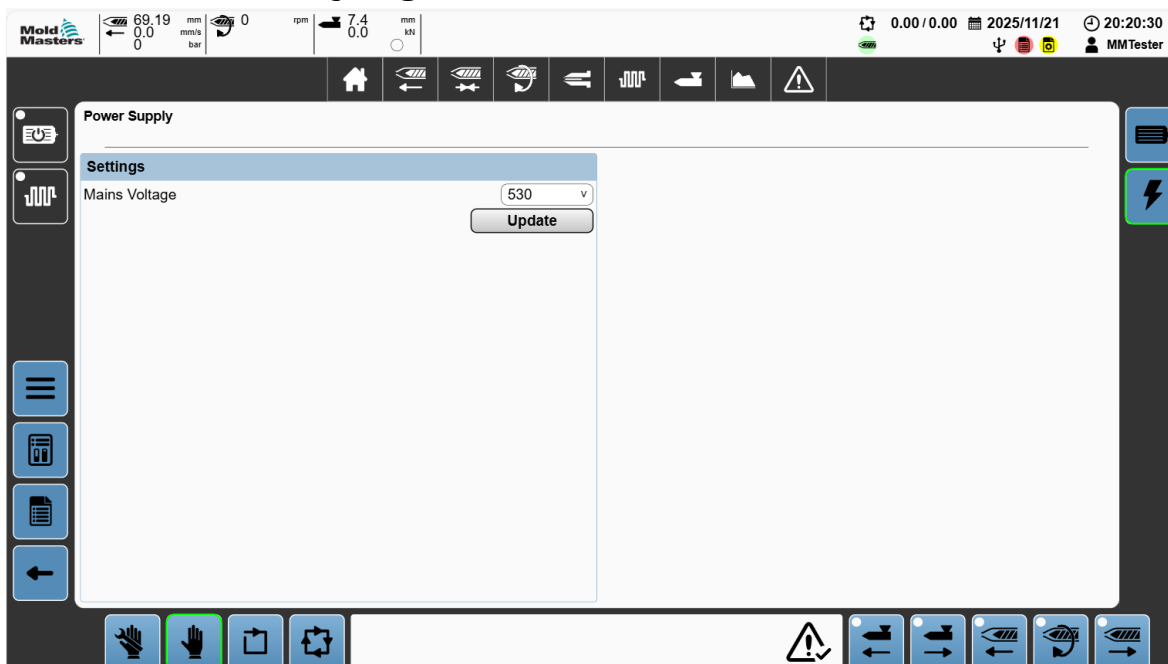 Mold
Masters
69.19 mm
0.0 mm/s
0 bar
0 rpm
7.4 mm
0.0 kN
0.00 / 0.00
2025/11/21
20:20:30
MMTester
Power Supply
Settings
Mains Voltage
530 v
Update